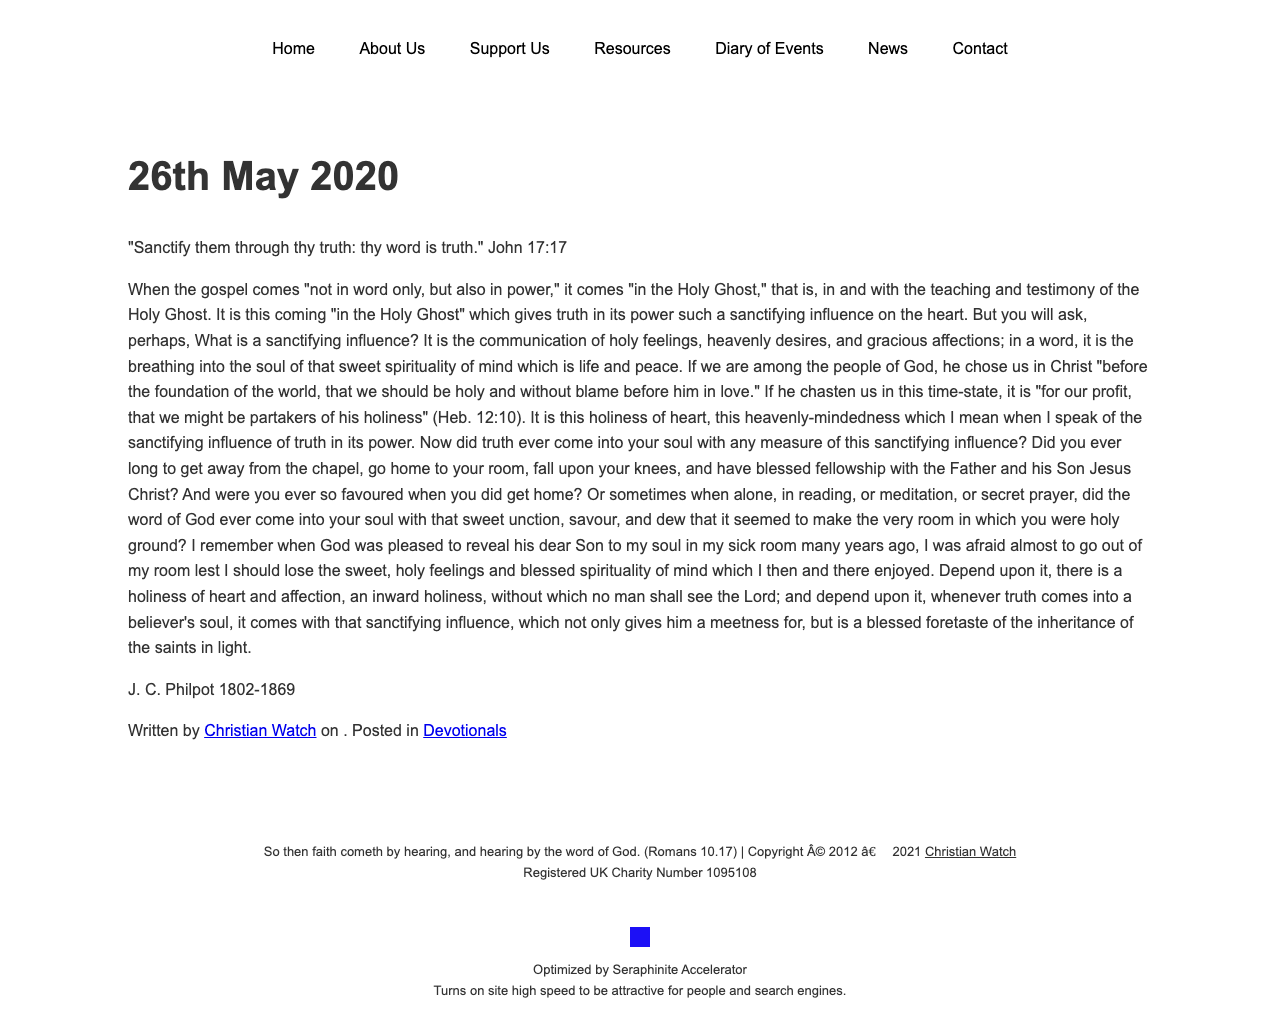 Home About Us Support Us Resources Diary of Events News Contact
26th May 2020
"Sanctify them through thy truth: thy word is truth." John 17:17
When the gospel comes "not in word only, but also in power," it comes "in the Holy Ghost," that is, in and with the teaching and testimony of the
Holy Ghost. It is this coming "in the Holy Ghost" which gives truth in its power such a sanctifying influence on the heart. But you will ask,
perhaps, What is a sanctifying influence? It is the communication of holy feelings, heavenly desires, and gracious affections; in a word, it is the
breathing into the soul of that sweet spirituality of mind which is life and peace. If we are among the people of God, he chose us in Christ "before
the foundation of the world, that we should be holy and without blame before him in love." If he chasten us in this time-state, it is "for our profit,
that we might be partakers of his holiness" (Heb. 12:10). It is this holiness of heart, this heavenly-mindedness which I mean when I speak of the
sanctifying influence of truth in its power. Now did truth ever come into your soul with any measure of this sanctifying influence? Did you ever
long to get away from the chapel, go home to your room, fall upon your knees, and have blessed fellowship with the Father and his Son Jesus
Christ? And were you ever so favoured when you did get home? Or sometimes when alone, in reading, or meditation, or secret prayer, did the
word of God ever come into your soul with that sweet unction, savour, and dew that it seemed to make the very room in which you were holy
ground? I remember when God was pleased to reveal his dear Son to my soul in my sick room many years ago, I was afraid almost to go out of
my room lest I should lose the sweet, holy feelings and blessed spirituality of mind which I then and there enjoyed. Depend upon it, there is a
holiness of heart and affection, an inward holiness, without which no man shall see the Lord; and depend upon it, whenever truth comes into a
believer's soul, it comes with that sanctifying influence, which not only gives him a meetness for, but is a blessed foretaste of the inheritance of
the saints in light.
J. C. Philpot 1802-1869
Written by Christian Watch on . Posted in Devotionals
So then faith cometh by hearing, and hearing by the word of God. (Romans 10.17) | Copyright Â© 2012 â€ 2021 Christian Watch
Registered UK Charity Number 1095108
Optimized by Seraphinite Accelerator
Turns on site high speed to be attractive for people and search engines.